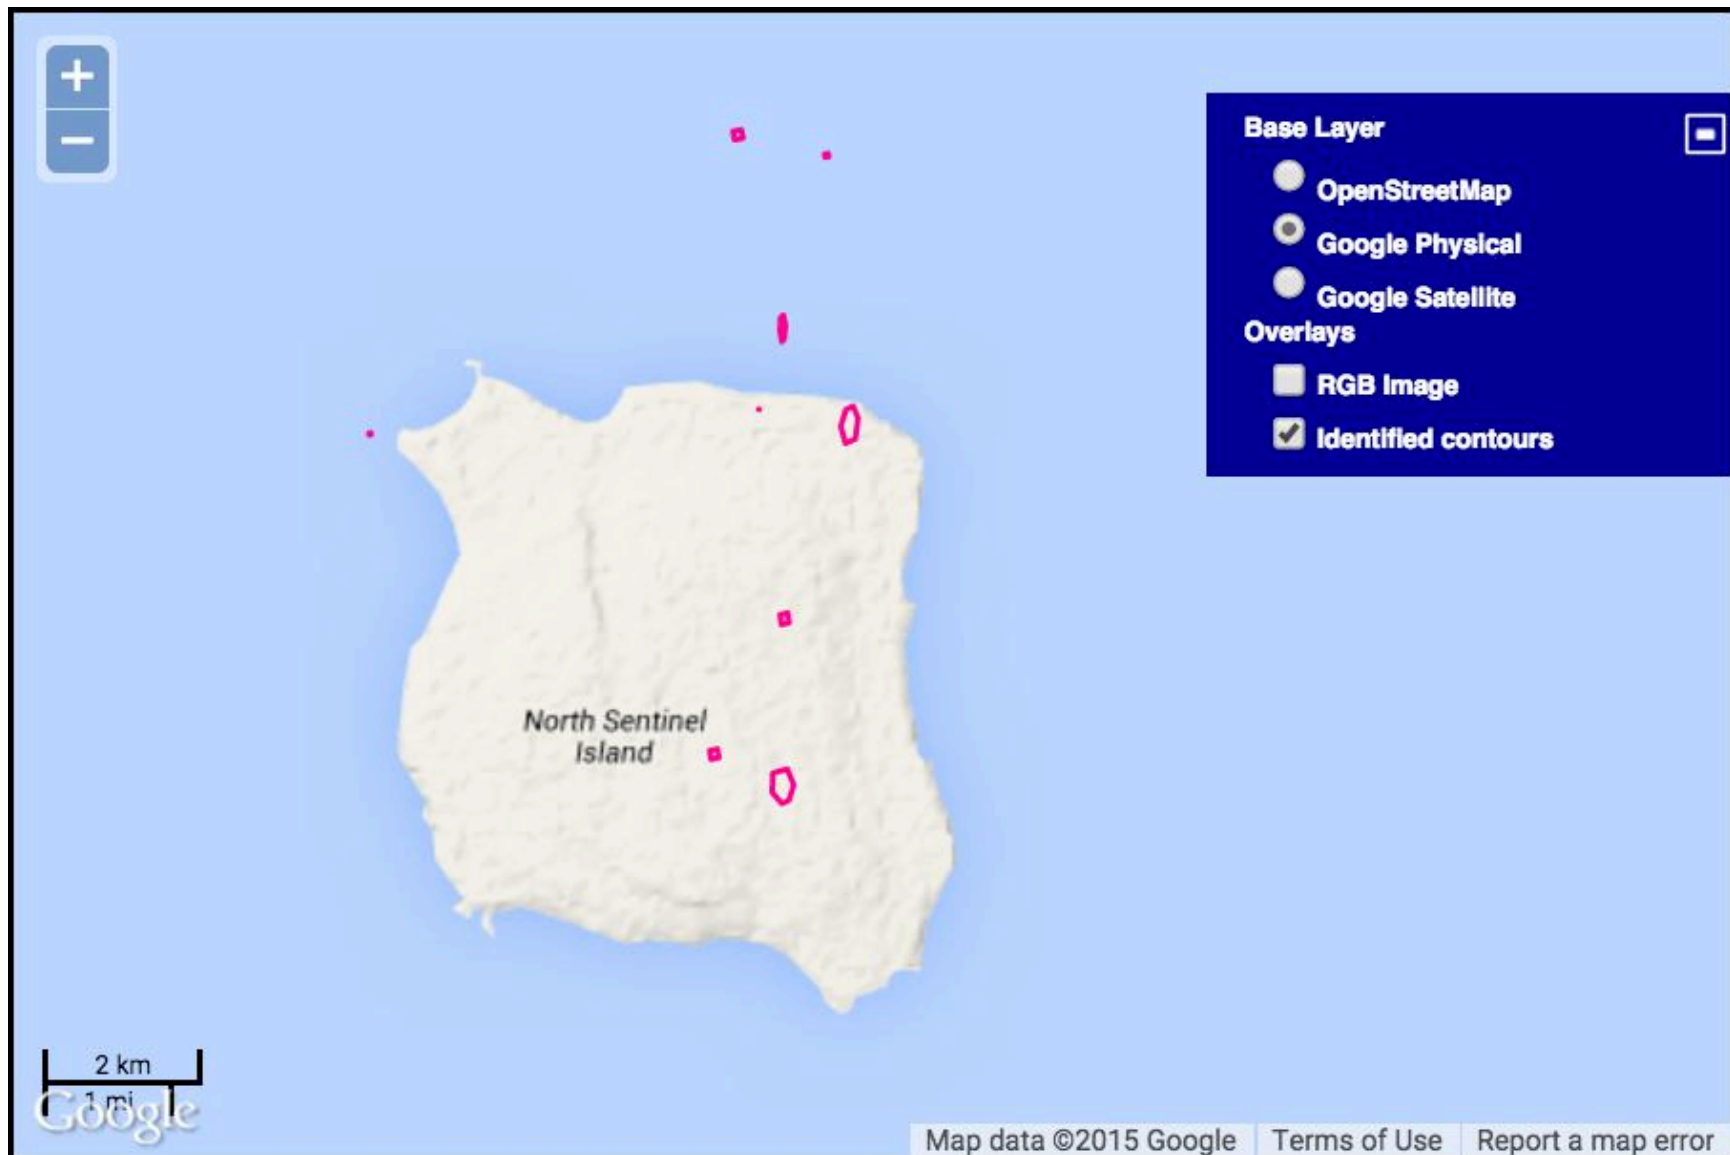 +
−
Base Layer
OpenStreetMap
Google Physical
Google Satellite
Overlays
RGB Image
Identified contours
North Sentinel
Island
2 km
1 mi
Google
Map data ©2015 Google
Terms of Use
Report a map error